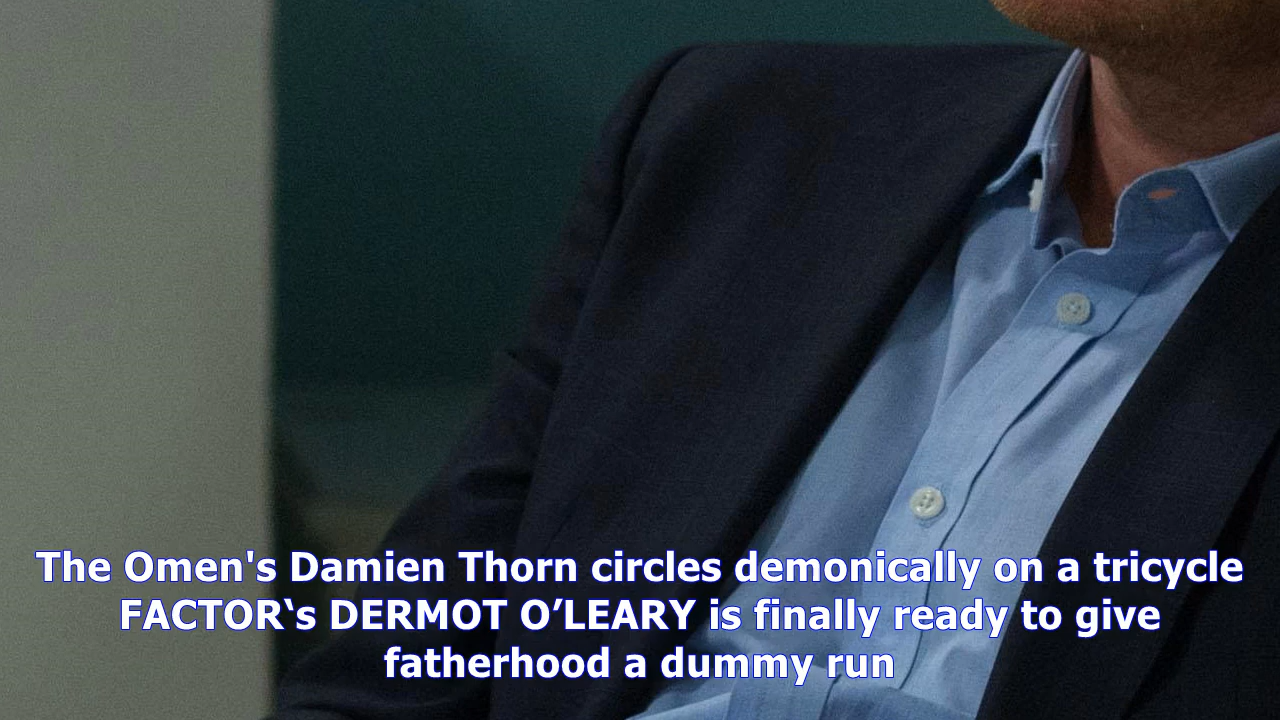 The Omen's Damien Thorn circles demonically on a tricycle
FACTOR‛s DERMOT O’LEARY is finally ready to give
fatherhood a dummy run